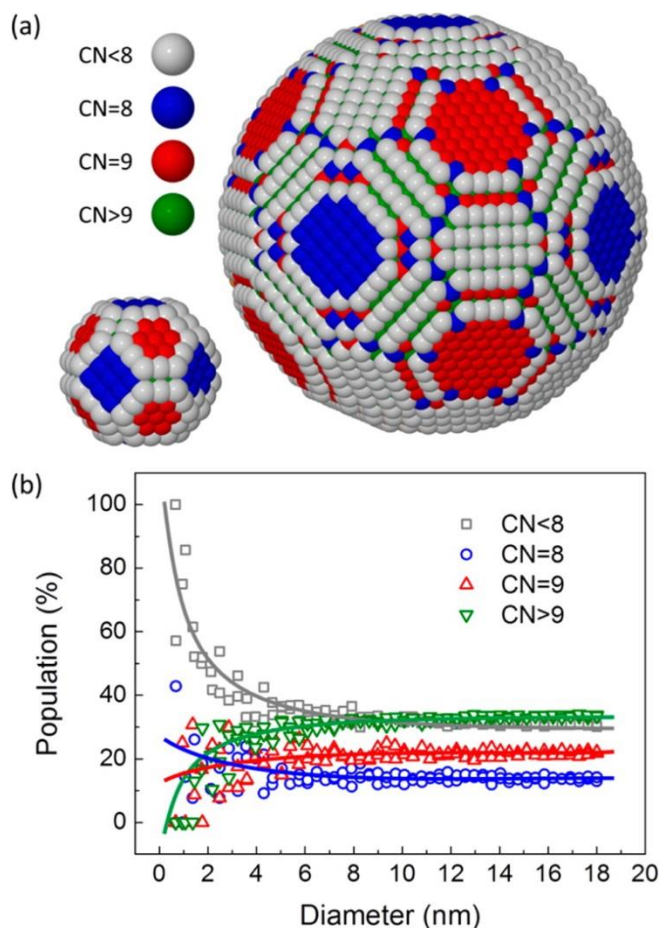 (a)
CN<8
CN=8
CN=9
CN>9
(b)
100
80
60
40
20
0
Population (%)
CN<8
CN=8
CN=9
CN>9
0 2 4 6 8 10 12 14 16 18 20
Diameter (nm)